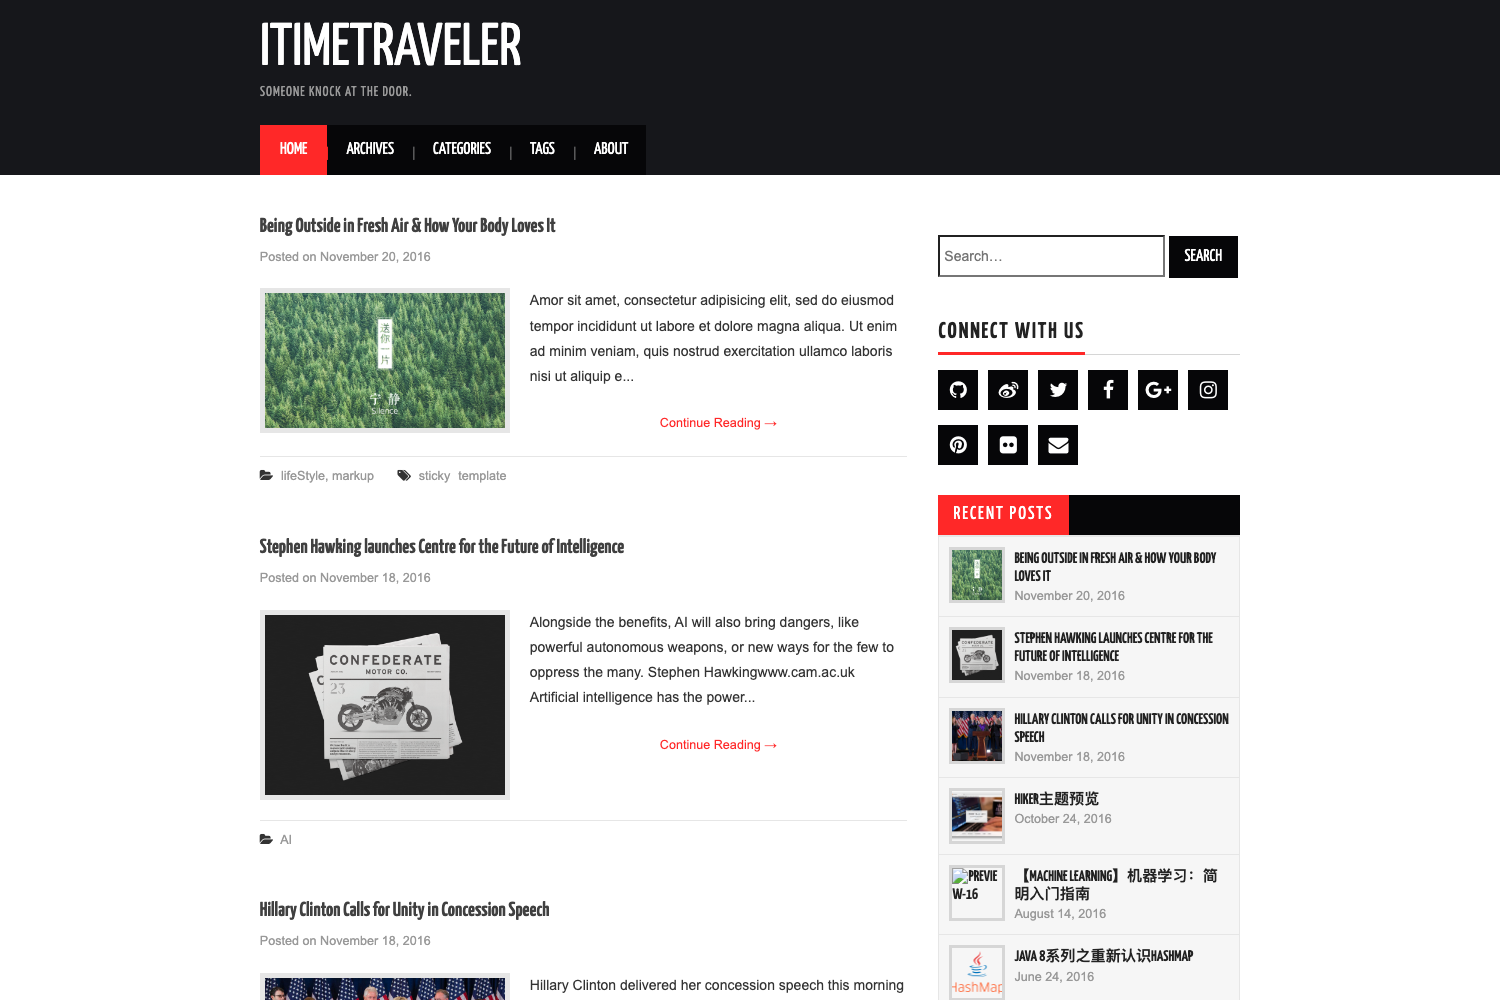 ITIMETRAVELER
SOMEONE KNOCK AT THE DOOR.
HOME
ARCHIVES
CATEGORIES
TAGS
ABOUT
Being Outside in Fresh Air & How Your Body Loves It
Posted on November 20, 2016
送你一片
宁 静
Silence
Amor sit amet, consectetur adipisicing elit, sed do eiusmod
tempor incididunt ut labore et dolore magna aliqua. Ut enim
ad minim veniam, quis nostrud exercitation ullamco laboris
nisi ut aliquip e...
Continue Reading →
lifeStyle, markup
sticky template
Stephen Hawking launches Centre for the Future of Intelligence
Posted on November 18, 2016
CONFEDERATE
MOTOR CO.
23
Alongside the benefits, AI will also bring dangers, like
powerful autonomous weapons, or new ways for the few to
oppress the many. Stephen Hawkingwww.cam.ac.uk
Artificial intelligence has the power...
Continue Reading →
AI
Hillary Clinton Calls for Unity in Concession Speech
Posted on November 18, 2016
Hillary Clinton delivered her concession speech this morning
Search...
SEARCH
CONNECT WITH US
RECENT POSTS
BEING OUTSIDE IN FRESH AIR & HOW YOUR BODY
LOVES IT
November 20, 2016
STEPHEN HAWKING LAUNCHES CENTRE FOR THE
FUTURE OF INTELLIGENCE
November 18, 2016
HILLARY CLINTON CALLS FOR UNITY IN CONCESSION
SPEECH
November 18, 2016
HIKER主题预览
October 24, 2016
PREVIE
W-16
【MACHINE LEARNING】机器学习：简
明入门指南
August 14, 2016
HashMap
JAVA 8系列之重新认识HASHMAP
June 24, 2016